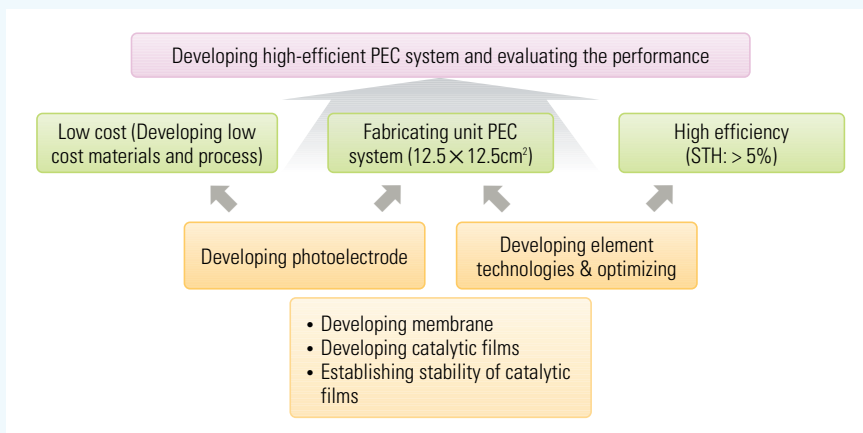 Developing high-efficient PEC system and evaluating the performance
Low cost (Developing low
cost materials and process)
Fabricating unit PEC
system (12.5×12.5cm²)
High efficiency
(STH: > 5%)
Developing photoelectrode
Developing element
technologies & optimizing
• Developing membrane
• Developing catalytic films
• Establishing stability of catalytic
films